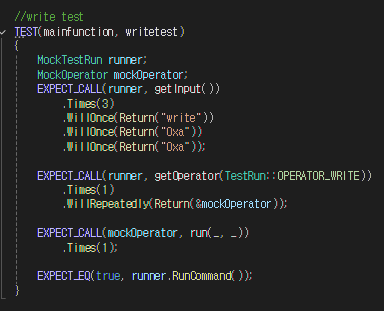 //write test
TEST(mainfunction, writetest)
{
MockTestRun runner;
MockOperator mockOperator;
EXPECT_CALL(runner, getInput())
.Times(3)
.WillOnce(Return("write"))
.WillOnce(Return("0xa"))
.WillOnce(Return("0xa"));
EXPECT_CALL(runner, getOperator(TestRun::OPERATOR_WRITE))
.Times(1)
.WillRepeatedly(Return(&mockOperator));
EXPECT_CALL(mockOperator, run(_, _))
.Times(1);
EXPECT_EQ(true, runner.RunCommand());
}